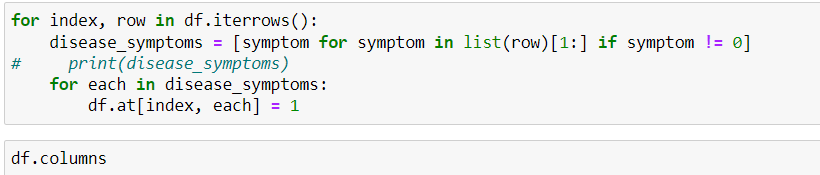 for index, row in df.iterrows():
    disease_symptoms = [symptom for symptom in list(row)[1:] if symptom != 0]
#     print(disease_symptoms)
    for each in disease_symptoms:
        df.at[index, each] = 1
df.columns